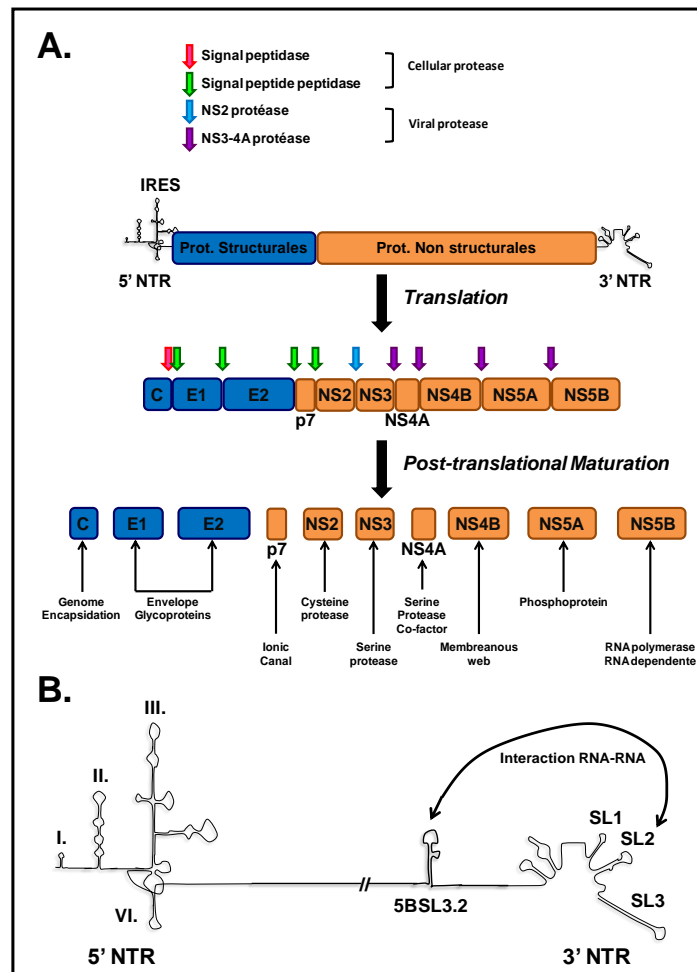 A.
Signal peptidase
Signal peptide peptidase
Cellular protease
NS2 protéase
NS3-4A protéase
Viral protease
IRES
Prot. Structurales
Prot. Non structurales
5’ NTR
3’ NTR
Translation
C
E1
E2
NS2
NS3
NS4B
NS5A
NS5B
p7
NS4A
Post-translational Maturation
C
E1
E2
NS2
NS3
NS4B
NS5A
NS5B
p7
NS4A
Genome
Encapsidation
Envelope
Glycoproteins
Cysteine
protease
Serine
Protease
Co-factor
Phosphoprotein
Ionic
Canal
Serine
protease
Membreanous
web
RNA polymerase
RNA dependente
B.
III.
II.
I.
VI.
Interaction RNA-RNA
SL1
SL2
SL3
5BSL3.2
5’ NTR
3’ NTR